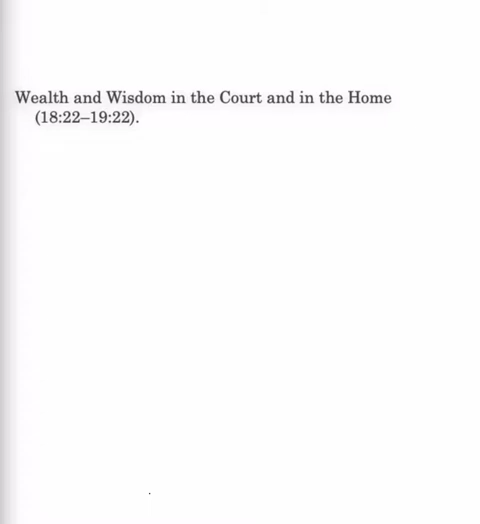 Wealth and Wisdom in the Court and in the Home
(18:22–19:22).